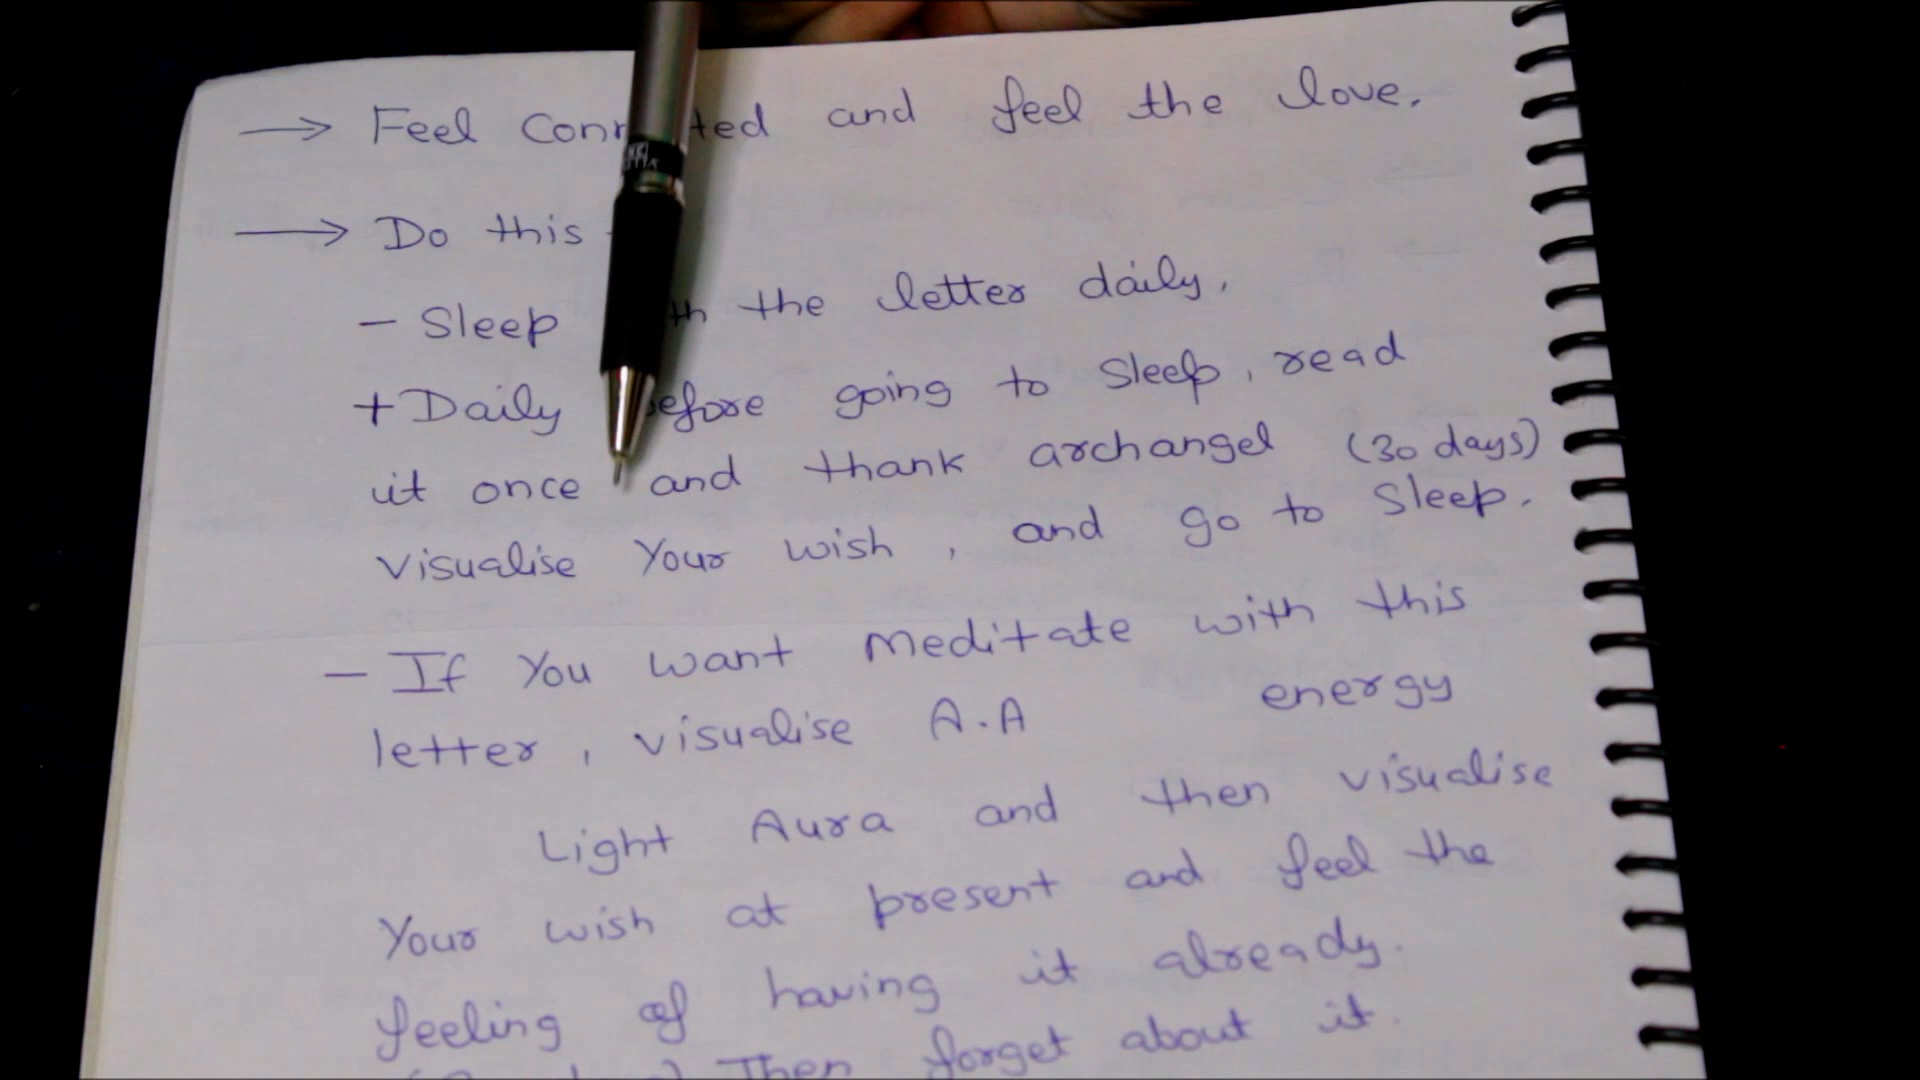 → Feel and feel the love.
→ Do this
- Sleep the letter daily.
+ Daily before going to sleep, read
it once and thank archangel (30 days)
visualise your wish, and go to sleep.
- If you want meditate with this
letter, visualise A.A energy
Light Aura and then visualise
Your wish at present and feel the
feeling of having it already.
Then forget about it.